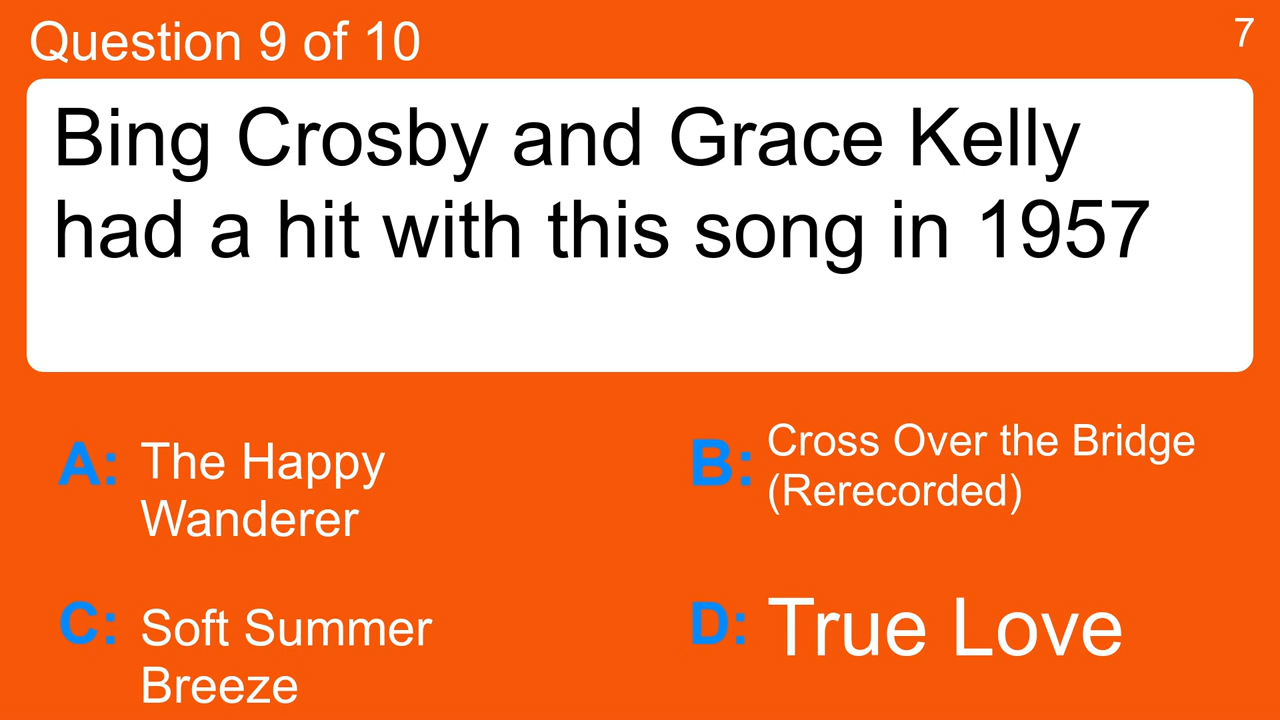 Question 9 of 10
7
Bing Crosby and Grace Kelly
had a hit with this song in 1957
A: The Happy
Wanderer
B: Cross Over the Bridge
(Rerecorded)
C: Soft Summer
Breeze
D: True Love